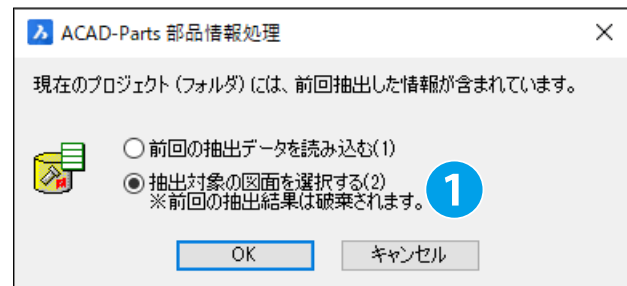 ACAD-Parts 部品情報処理
現在のプロジェクト(フォルダ)には、前回抽出した情報が含まれています。
前回の抽出データを読み込む(1)
抽出対象の図面を選択する(2)
※前回の抽出結果は破棄されます。
1
OK キャンセル